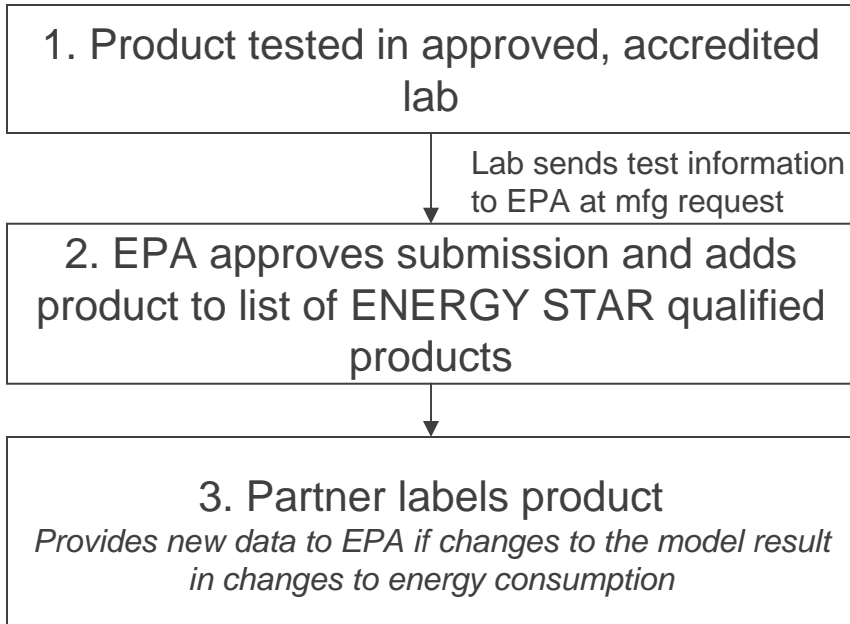 1. Product tested in approved, accredited
lab
Lab sends test information
to EPA at mfg request
2. EPA approves submission and adds
product to list of ENERGY STAR qualified
products
3. Partner labels product
Provides new data to EPA if changes to the model result
in changes to energy consumption